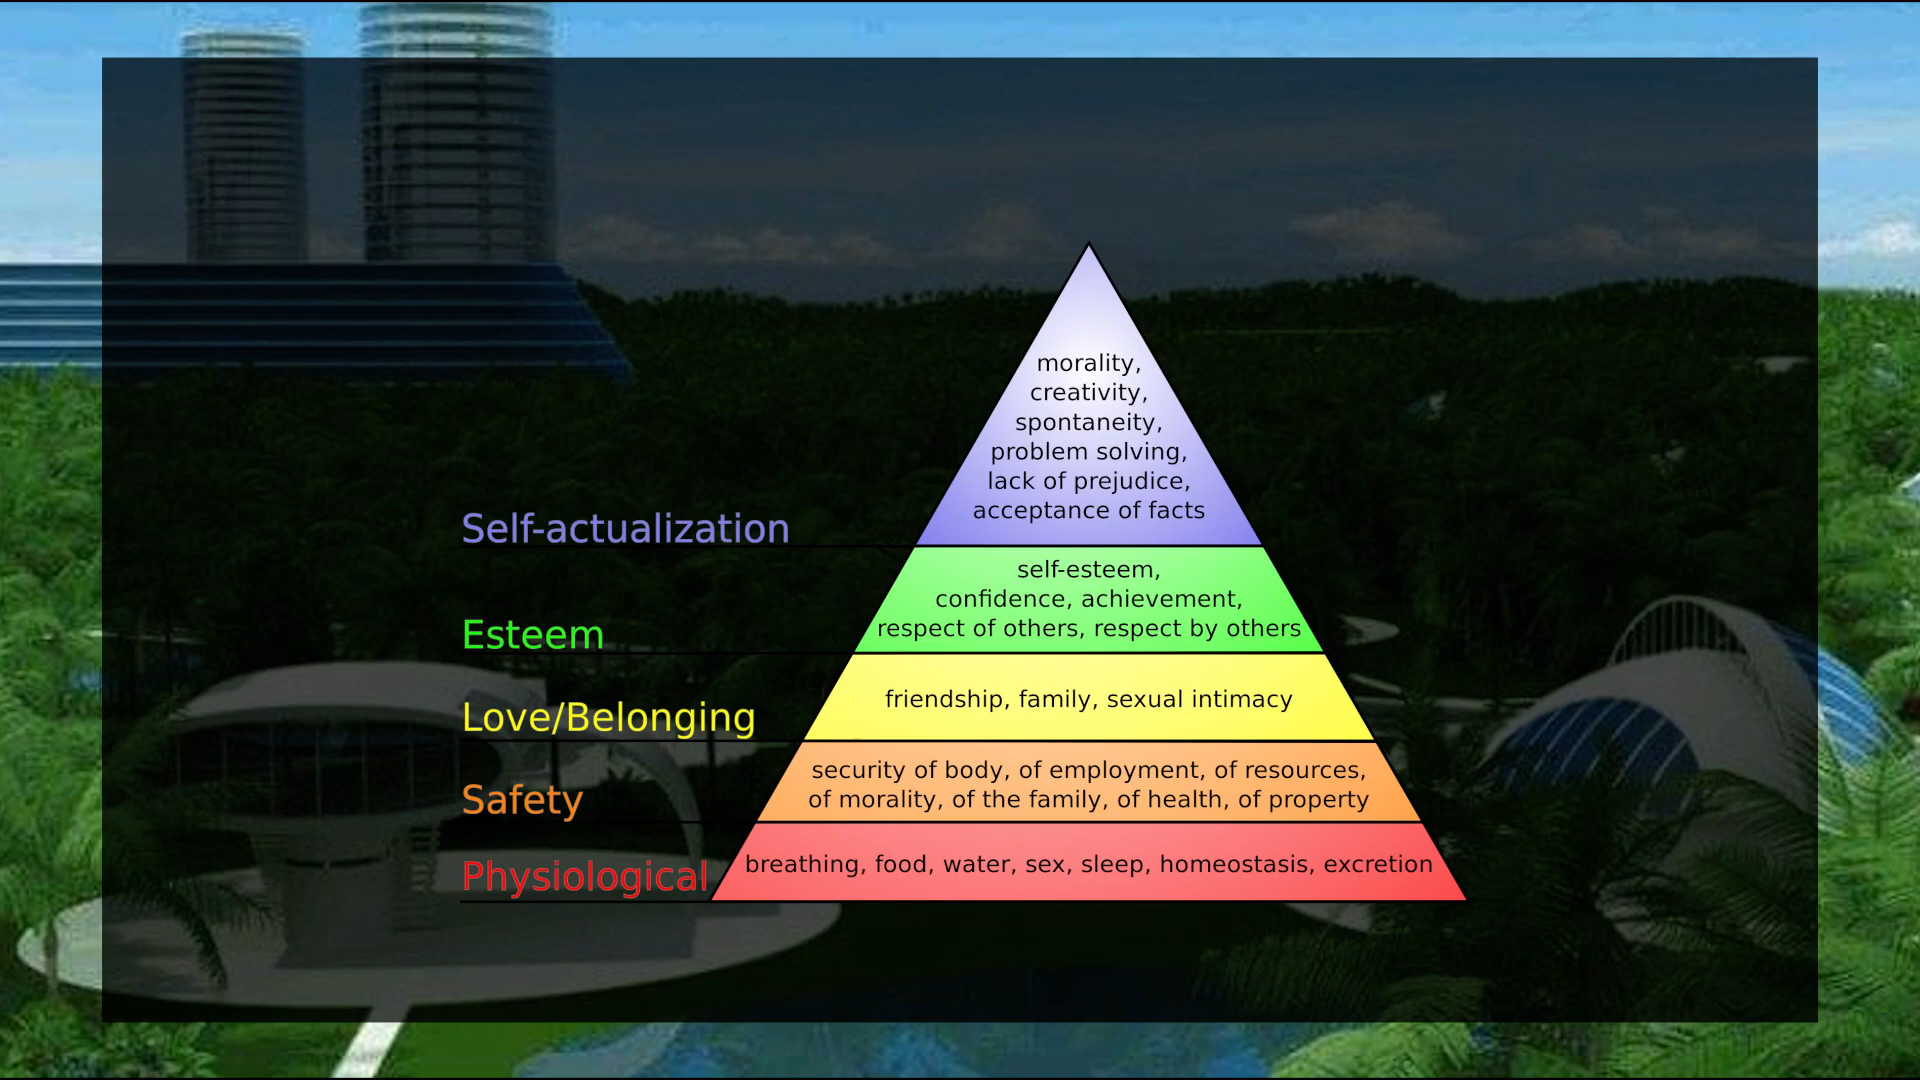 morality,
creativity,
spontaneity,
problem solving,
lack of prejudice,
acceptance of facts
Self-actualization
self-esteem,
confidence, achievement,
respect of others, respect by others
Esteem
friendship, family, sexual intimacy
Love/Belonging
security of body, of employment, of resources,
of morality, of the family, of health, of property
Safety
breathing, food, water, sex, sleep, homeostasis, excretion
Physiological